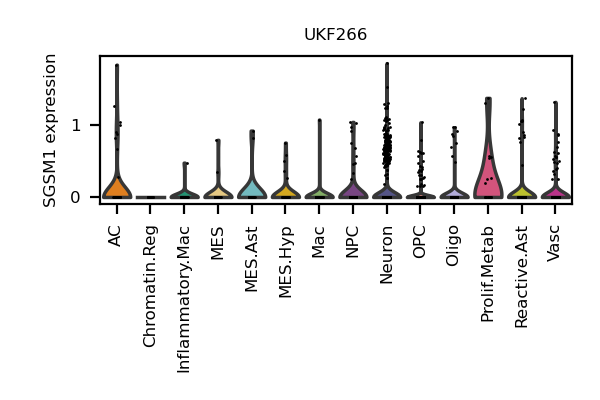 UKF266
SGSM1 expression
1
0
AC
Chromatin.Reg
Inflammatory.Mac
MES
MES.Ast
MES.Hyp
Mac
NPC
Neuron
OPC
Oligo
Prolif.Metab
Reactive.Ast
Vasc